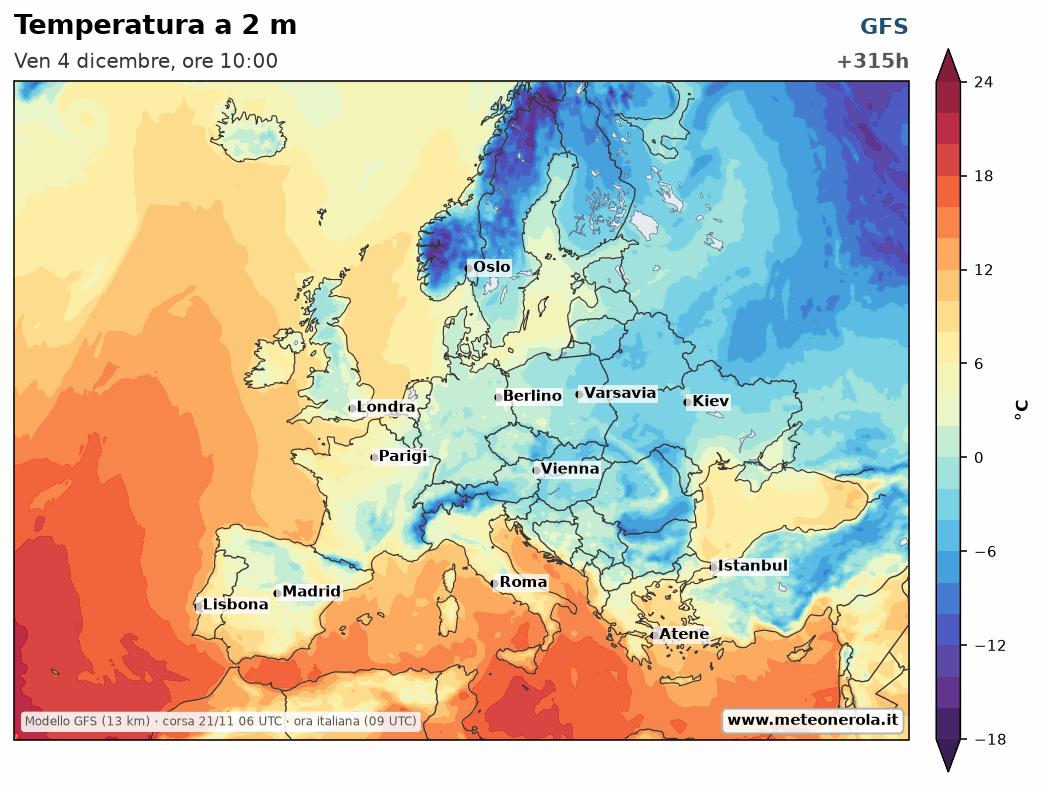 Temperatura a 2 m
GFS
Ven 4 dicembre, ore 10:00
+315h
24
18
12
6
0
−6
−12
−18
°C
Oslo
Berlino
Varsavia
Kiev
Londra
Parigi
Vienna
Istanbul
Roma
Madrid
Lisbona
Atene
Modello GFS (13 km) · corsa 21/11 06 UTC · ora italiana (09 UTC)
www.meteonerola.it